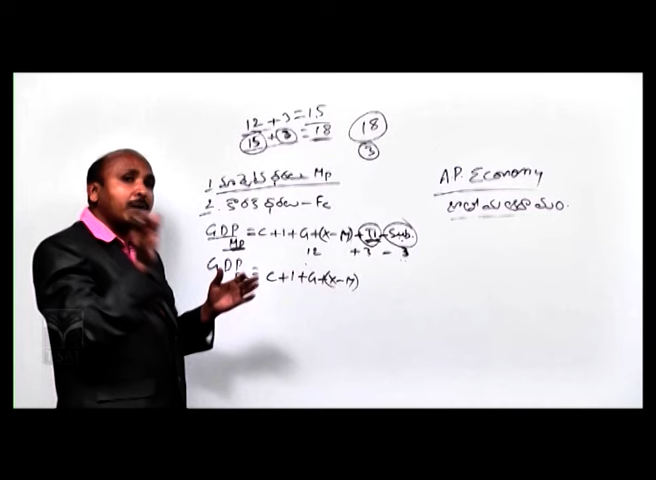 12 + 3 = 15
15 + 3 = 18
18
3
1 మార్కెట్ ధరలు Mp
2. కారక ధరలు - Fc
GDP Mp = C + I + G + (X - M) + TI - Sub.
12 + 3 - 3
GDP = C + I + G + (X - M)
A.P. Economy